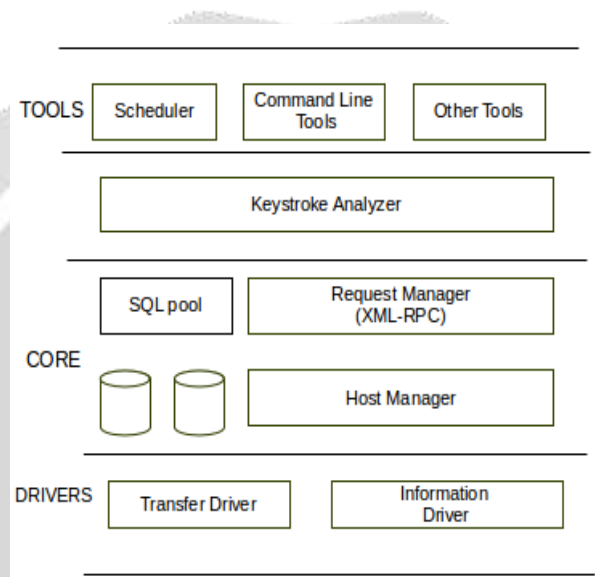 TOOLS
Scheduler
Command Line
Tools
Other Tools
Keystroke Analyzer
SQL pool
Request Manager
(XML-RPC)
CORE
Host Manager
DRIVERS
Transfer Driver
Information
Driver